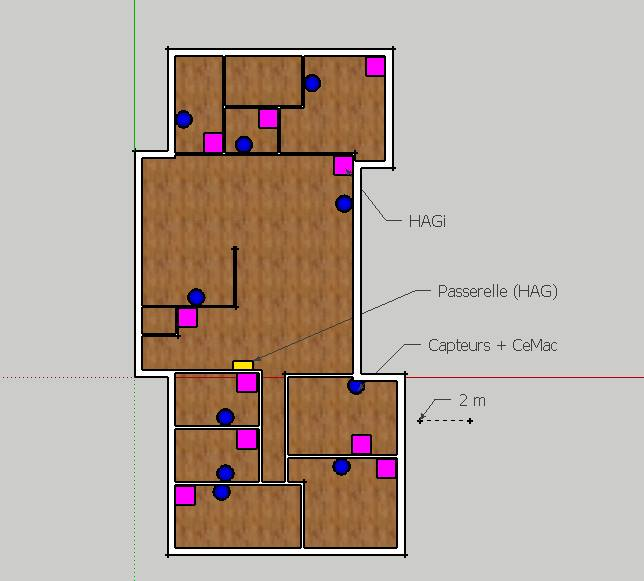 HAGi
Passerelle (HAG)
Capteurs + CeMac
2 m